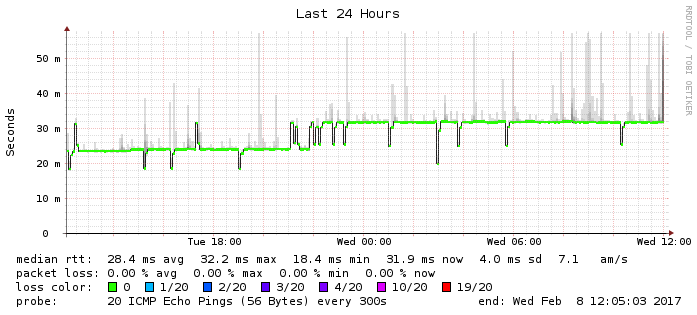 Last 24 Hours
RRDTOOL / TOBI OETIKER
Seconds
50 m
40 m
30 m
20 m
10 m
0
Tue 18:00 Wed 00:00 Wed 06:00 Wed 12:00
median rtt: 28.4 ms avg 32.2 ms max 18.4 ms min 31.9 ms now 4.0 ms sd 7.1 am/s
packet loss: 0.00 % avg 0.00 % max 0.00 % min 0.00 % now
loss color: 0 1/20 2/20 3/20 4/20 10/20 19/20
probe: 20 ICMP Echo Pings (56 Bytes) every 300s end: Wed Feb 8 12:05:03 2017